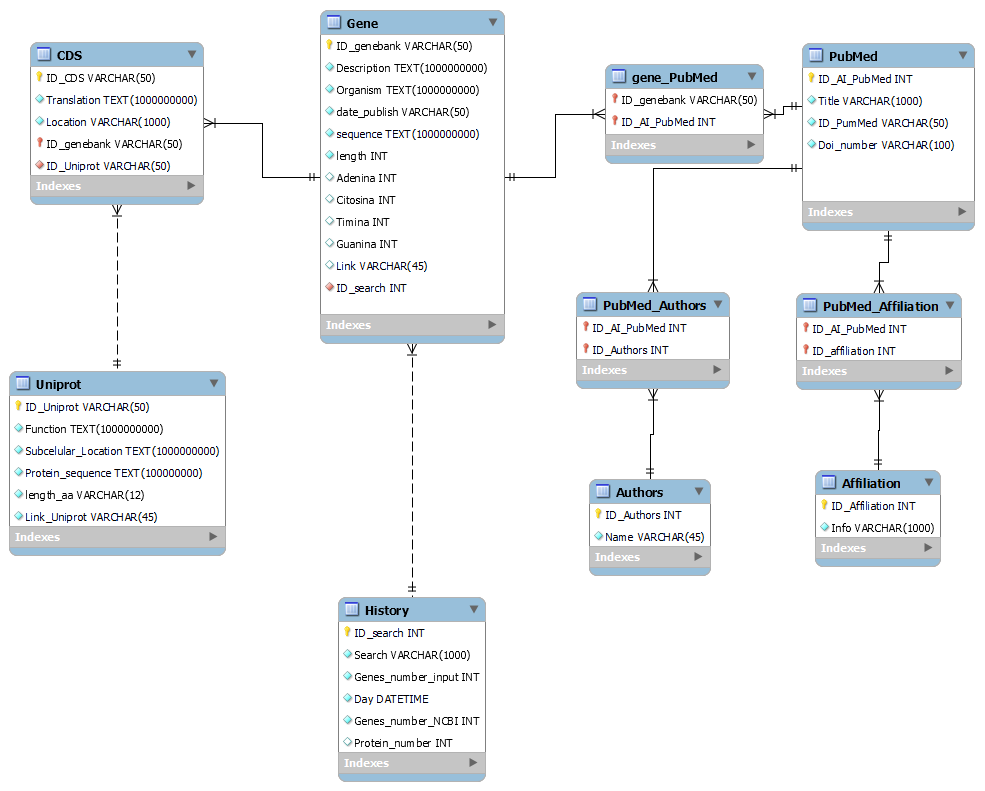 CDS
ID_CDS VARCHAR(50)
Translation TEXT(1000000000)
Location VARCHAR(1000)
ID_genebank VARCHAR(50)
ID_Uniprot VARCHAR(50)
Indexes
Gene
ID_genebank VARCHAR(50)
Description TEXT(1000000000)
Organism TEXT(1000000000)
date_publish VARCHAR(50)
sequence TEXT(1000000000)
length INT
Adenina INT
Citosina INT
Timina INT
Guanina INT
Link VARCHAR(45)
ID_search INT
Indexes
gene_PubMed
ID_genebank VARCHAR(50)
ID_AI_PubMed INT
Indexes
PubMed
ID_AI_PubMed INT
Title VARCHAR(1000)
ID_PumMed VARCHAR(50)
Doi_number VARCHAR(100)
Indexes
PubMed_Authors
ID_AI_PubMed INT
ID_Authors INT
Indexes
PubMed_Affiliation
ID_AI_PubMed INT
ID_affiliation INT
Indexes
Uniprot
ID_Uniprot VARCHAR(50)
Function TEXT(1000000000)
Subcelular_Location TEXT(1000000000)
Protein_sequence TEXT(100000000)
length_aa VARCHAR(12)
Link_Uniprot VARCHAR(45)
Indexes
Authors
ID_Authors INT
Name VARCHAR(45)
Indexes
Affiliation
ID_Affiliation INT
Info VARCHAR(1000)
Indexes
History
ID_search INT
Search VARCHAR(1000)
Genes_number_input INT
Day DATETIME
Genes_number_NCBI INT
Protein_number INT
Indexes